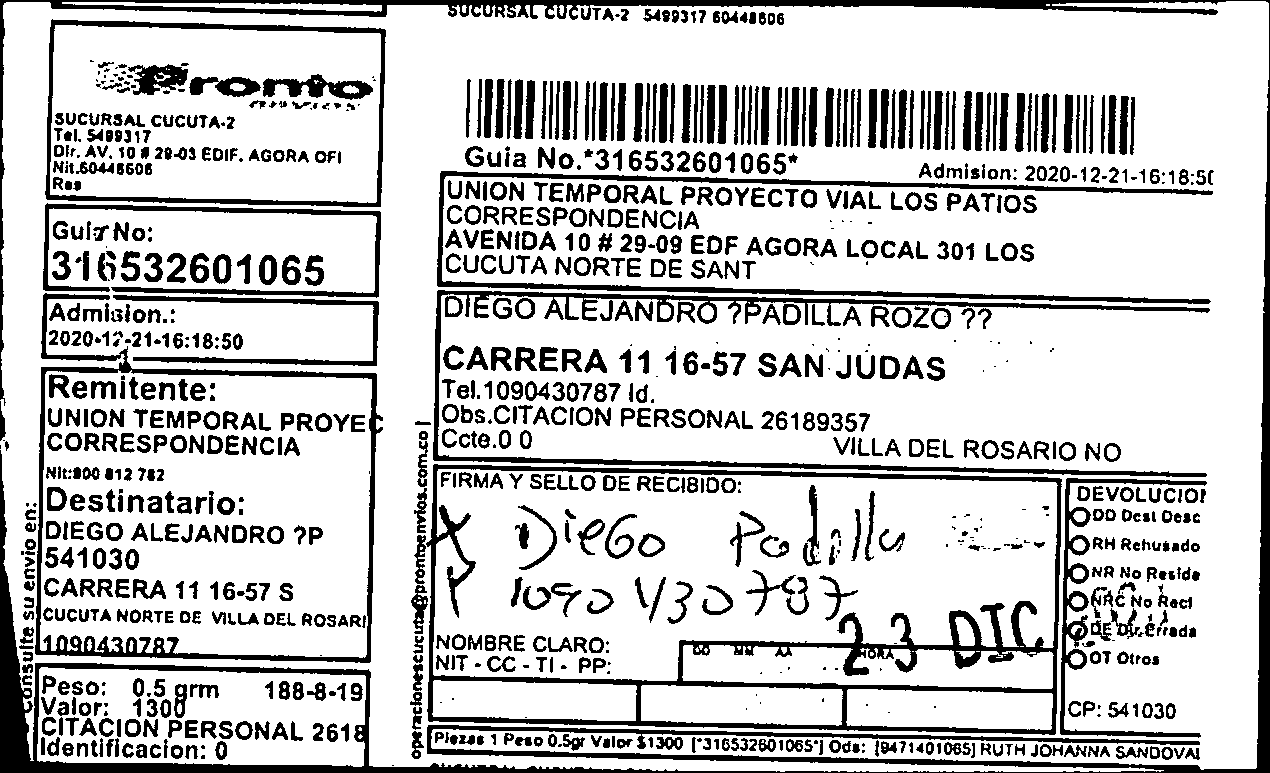 SUCURSAL CUCUTA-2 5499317 60448606
Pronto
SUCURSAL CUCUTA-2
Tel. 5499317
Dir. AV. 10 # 29-03 EDIF. AGORA OFI
Nit.60448606
Res
Guia No:
316532601065
Admision.:
2020-12-21-16:18:50
Remitente:
UNION TEMPORAL PROYEC
CORRESPONDENCIA
Nit:900 812 782
Destinatario:
DIEGO ALEJANDRO ?P
541030
CARRERA 11 16-57 S
CUCUTA NORTE DE VILLA DEL ROSARI
1090430787
Peso: 0.5 grm 188-8-19
Valor: 1300
CITACION PERSONAL 2618
Identificacion: 0
consulte su envio en:
operacionescucuta@prontoenvios.com.co
Guia No.*316532601065*
Admision: 2020-12-21-16:18:50
UNION TEMPORAL PROYECTO VIAL LOS PATIOS
CORRESPONDENCIA
AVENIDA 10 # 29-09 EDF AGORA LOCAL 301 LOS
CUCUTA NORTE DE SANT
DIEGO ALEJANDRO ?PADILLA ROZO ??
CARRERA 11 16-57 SAN JUDAS
Tel.1090430787 Id.
Obs.CITACION PERSONAL 26189357
Ccte.0 0
VILLA DEL ROSARIO NO
FIRMA Y SELLO DE RECIBIDO:
X Diego Padilla
1090430787
23 DIC
NOMBRE CLARO:
NIT - CC - TI - PP:
DD MM AA HORA
DEVOLUCION
DD Dest Desc
RH Rehusado
NR No Reside
NRC No Recl
DE Dir.Errada
OT Otros
CP: 541030
Piezas 1 Peso 0.5gr Valor $1300 [*316532601065*] Ods: [9471401065] RUTH JOHANNA SANDOVAL